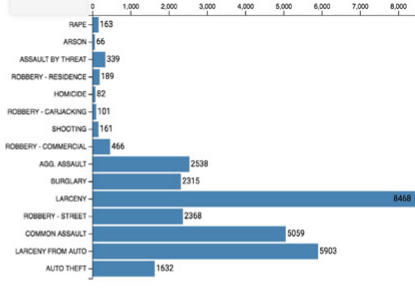 0 1,000 2,000 3,000 4,000 5,000 6,000 7,000 8,000
RAPE 163
ARSON 66
ASSAULT BY THREAT 339
ROBBERY - RESIDENCE 189
HOMICIDE 82
ROBBERY - CARJACKING 101
SHOOTING 161
ROBBERY - COMMERCIAL 466
AGG. ASSAULT 2538
BURGLARY 2315
LARCENY 8468
ROBBERY - STREET 2368
COMMON ASSAULT 5059
LARCENY FROM AUTO 5903
AUTO THEFT 1632